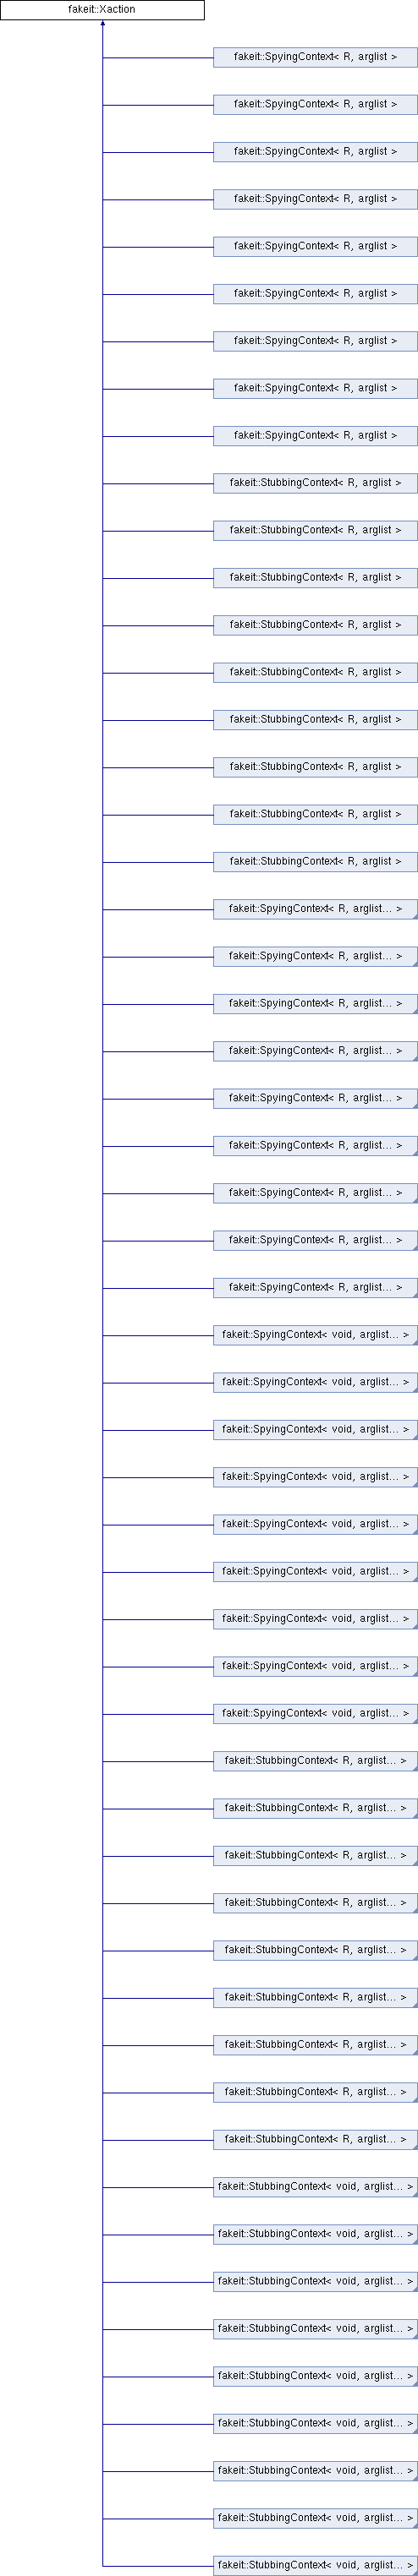 fakeit::Xaction
fakeit::SpyingContext< R, arglist >
fakeit::SpyingContext< R, arglist >
fakeit::SpyingContext< R, arglist >
fakeit::SpyingContext< R, arglist >
fakeit::SpyingContext< R, arglist >
fakeit::SpyingContext< R, arglist >
fakeit::SpyingContext< R, arglist >
fakeit::SpyingContext< R, arglist >
fakeit::SpyingContext< R, arglist >
fakeit::StubbingContext< R, arglist >
fakeit::StubbingContext< R, arglist >
fakeit::StubbingContext< R, arglist >
fakeit::StubbingContext< R, arglist >
fakeit::StubbingContext< R, arglist >
fakeit::StubbingContext< R, arglist >
fakeit::StubbingContext< R, arglist >
fakeit::StubbingContext< R, arglist >
fakeit::StubbingContext< R, arglist >
fakeit::SpyingContext< R, arglist... >
fakeit::SpyingContext< R, arglist... >
fakeit::SpyingContext< R, arglist... >
fakeit::SpyingContext< R, arglist... >
fakeit::SpyingContext< R, arglist... >
fakeit::SpyingContext< R, arglist... >
fakeit::SpyingContext< R, arglist... >
fakeit::SpyingContext< R, arglist... >
fakeit::SpyingContext< R, arglist... >
fakeit::SpyingContext< void, arglist... >
fakeit::SpyingContext< void, arglist... >
fakeit::SpyingContext< void, arglist... >
fakeit::SpyingContext< void, arglist... >
fakeit::SpyingContext< void, arglist... >
fakeit::SpyingContext< void, arglist... >
fakeit::SpyingContext< void, arglist... >
fakeit::SpyingContext< void, arglist... >
fakeit::SpyingContext< void, arglist... >
fakeit::StubbingContext< R, arglist... >
fakeit::StubbingContext< R, arglist... >
fakeit::StubbingContext< R, arglist... >
fakeit::StubbingContext< R, arglist... >
fakeit::StubbingContext< R, arglist... >
fakeit::StubbingContext< R, arglist... >
fakeit::StubbingContext< R, arglist... >
fakeit::StubbingContext< R, arglist... >
fakeit::StubbingContext< R, arglist... >
fakeit::StubbingContext< void, arglist... >
fakeit::StubbingContext< void, arglist... >
fakeit::StubbingContext< void, arglist... >
fakeit::StubbingContext< void, arglist... >
fakeit::StubbingContext< void, arglist... >
fakeit::StubbingContext< void, arglist... >
fakeit::StubbingContext< void, arglist... >
fakeit::StubbingContext< void, arglist... >
fakeit::StubbingContext< void, arglist... >